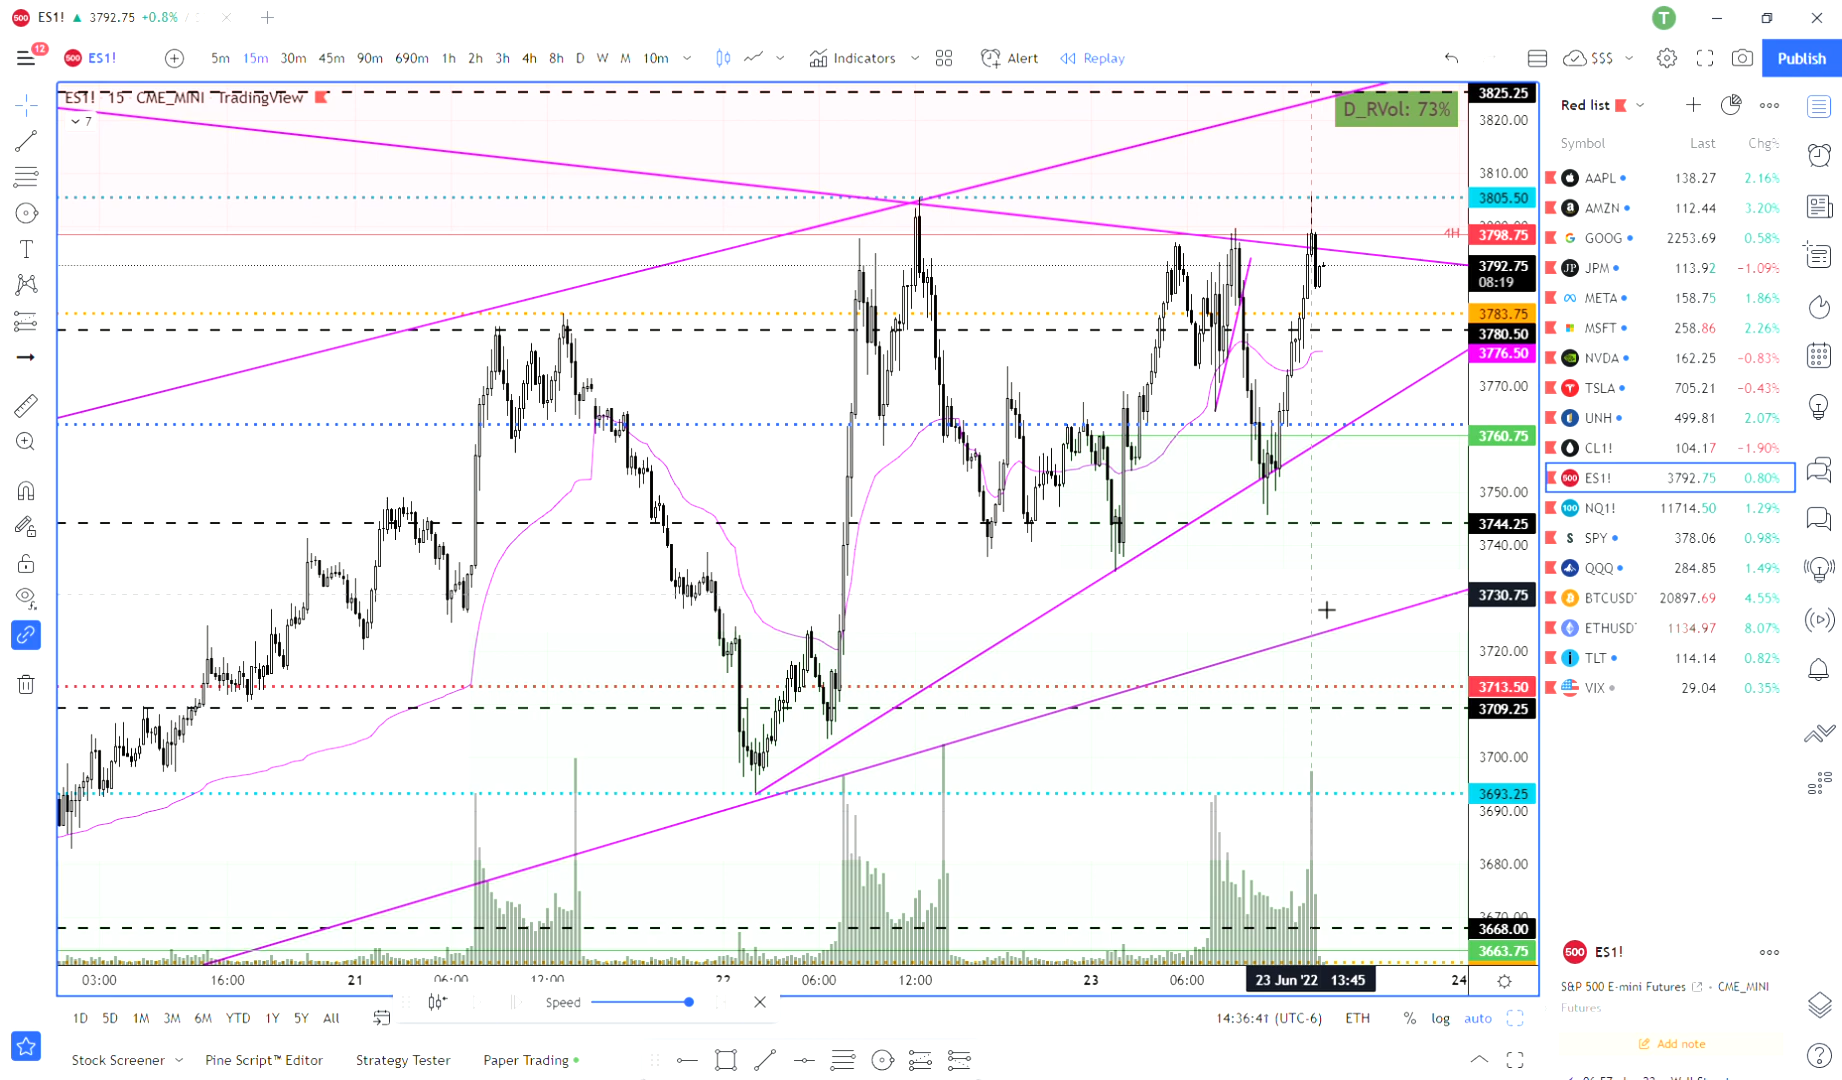 500 ES1! ▲ 3792.75 +0.8% /
T
12
500 ES1! 5m 15m 30m 45m 90m 690m 1h 2h 3h 4h 8h D W M 10m Indicators Alert Replay $$$ Publish
ES1! 15 CME_MINI TradingView
7
D_RVol: 73%
4H
3825.25
3820.00
3810.00
3805.50
3798.75
3792.75
08:19
3783.75
3780.50
3776.50
3770.00
3760.75
3750.00
3744.25
3740.00
3730.75
3720.00
3713.50
3709.25
3700.00
3693.25
3690.00
3680.00
3670.00
3668.00
3663.75
03:00 16:00 21 06:00 12:00 22 06:00 12:00 23 06:00 23 Jun '22 13:45 24
Speed
1D 5D 1M 3M 6M YTD 1Y 5Y All
14:36:41 (UTC-6) ETH % log auto
Stock Screener Pine Script™ Editor Strategy Tester Paper Trading
Red list
Symbol Last Chg%
AAPL 138.27 2.16%
AMZN 112.44 3.20%
GOOG 2253.69 0.58%
JPM 113.92 −1.09%
META 158.75 1.86%
MSFT 258.86 2.26%
NVDA 162.25 −0.83%
TSLA 705.21 −0.43%
UNH 499.81 2.07%
CL1! 104.17 −1.90%
500 ES1! 3792.75 0.80%
100 NQ1! 11714.50 1.29%
S SPY 378.06 0.98%
QQQ 284.85 1.49%
BTCUSD 20897.69 4.55%
ETHUSD 1134.97 8.07%
TLT 114.14 0.82%
VIX 29.04 0.35%
500 ES1!
S&P 500 E-mini Futures • CME_MINI
Futures
Add note